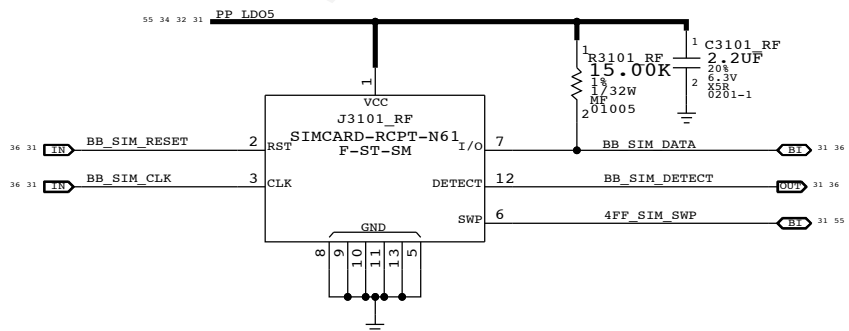 55 34 32 31 PP_LDO5
1 C3101_RF
2.2UF
20%
6.3V
X5R
0201-1
2
1 R3101_RF
15.00K
1%
1/32W
MF
01005
2
1
VCC
J3101_RF
SIMCARD-RCPT-N61
F-ST-SM
36 31 IN BB_SIM_RESET 2 RST
I/O 7 BB_SIM_DATA BI 31 36
36 31 IN BB_SIM_CLK 3 CLK
DETECT 12 BB_SIM_DETECT OUT 31 36
SWP 6 4FF_SIM_SWP BI 31 55
GND
8 9 10 11 13 5